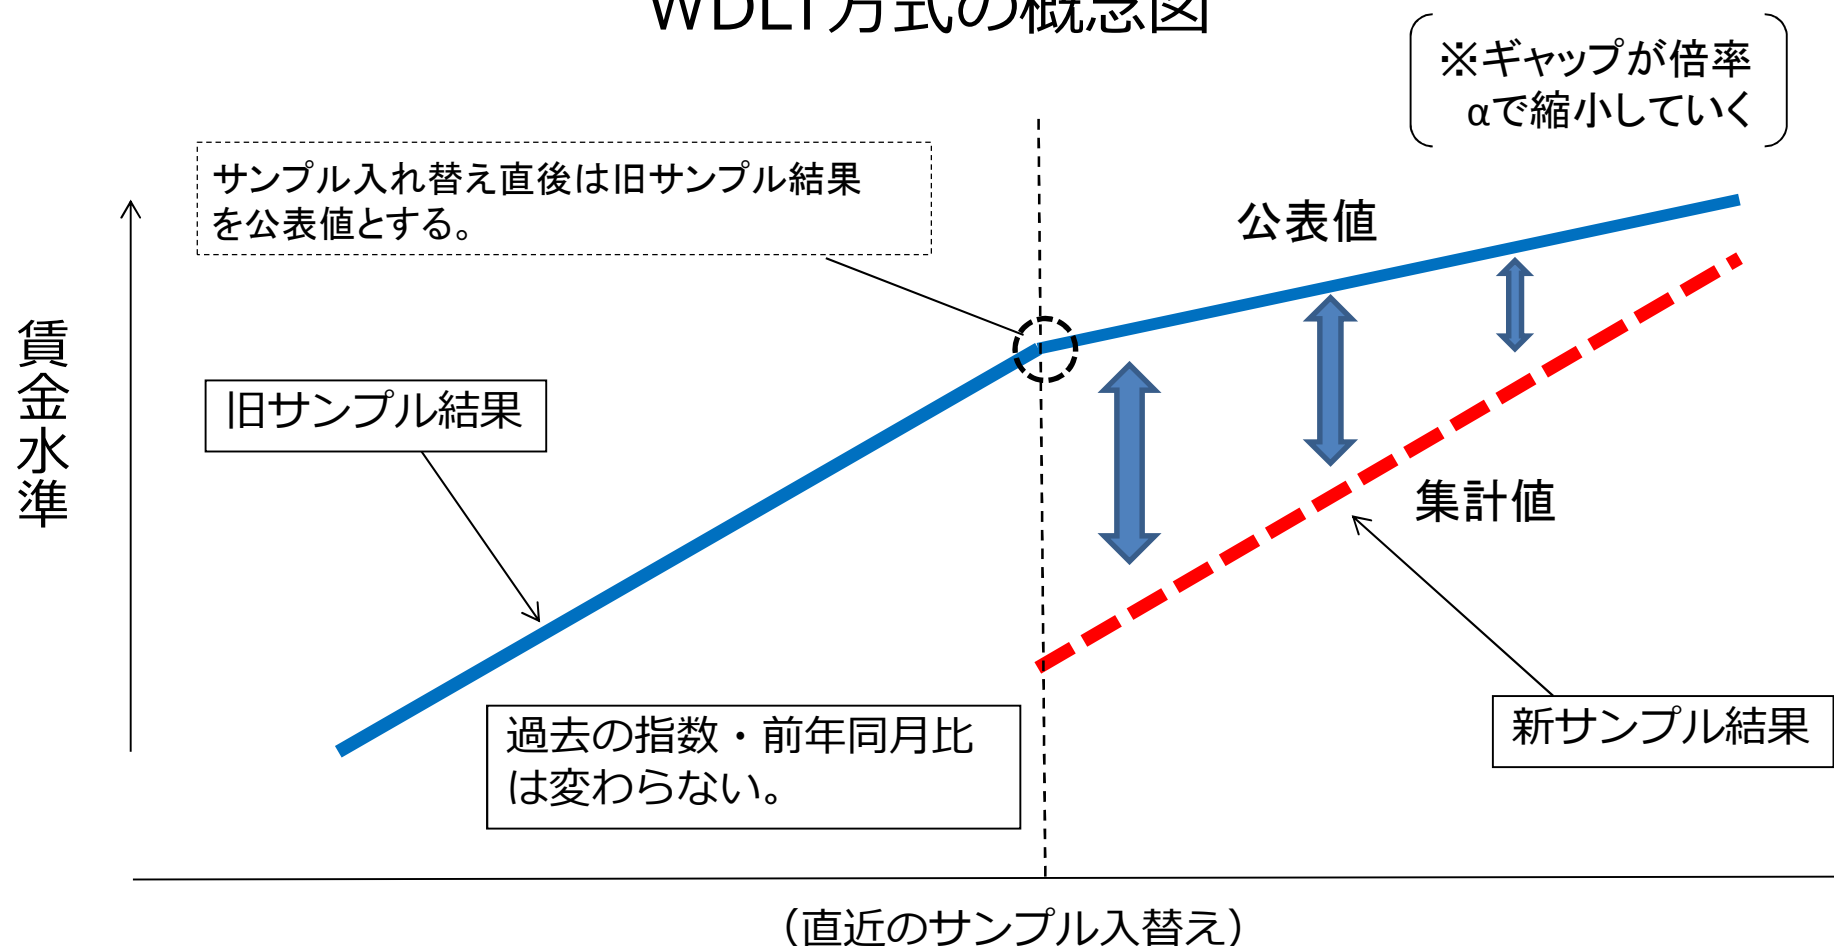 WDLT方式の概念図
※ギャップが倍率
αで縮小していく
サンプル入れ替え直後は旧サンプル結果
を公表値とする。
公表値
賃金水準
旧サンプル結果
集計値
過去の指数・前年同月比
は変わらない。
新サンプル結果
（直近のサンプル入替え）